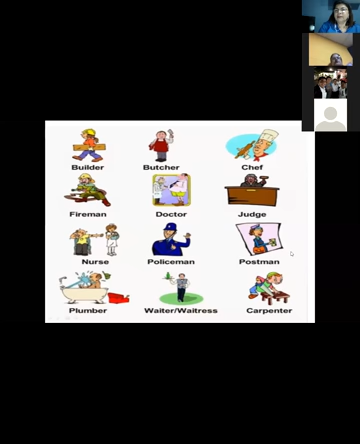 Builder Butcher Chef
Fireman Doctor Judge
Nurse Policeman Postman
Plumber Waiter/Waitress Carpenter